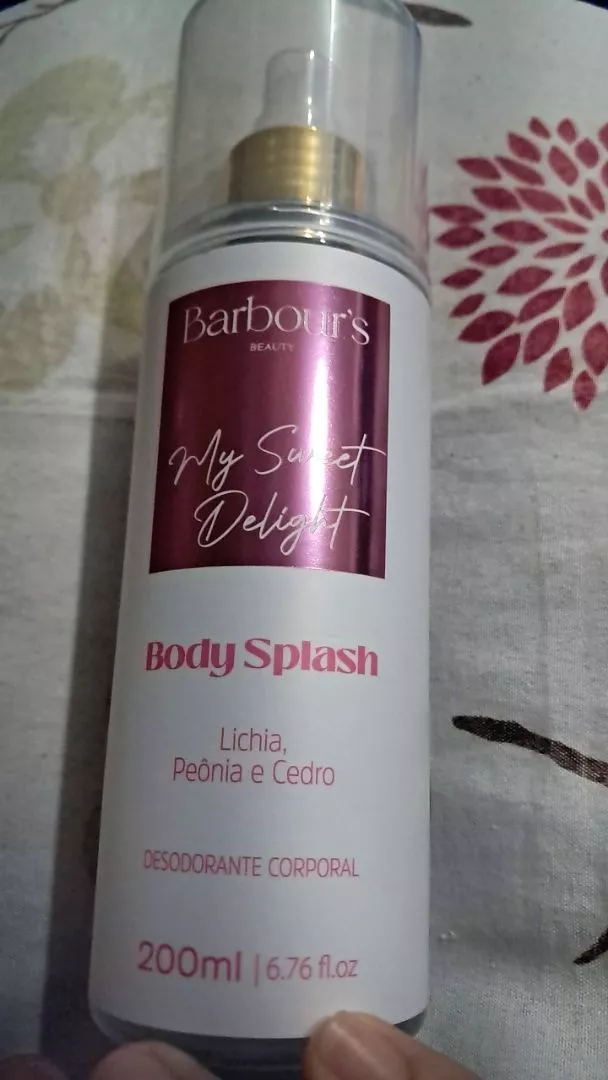 Barbour's
BEAUTY
My Sweet
Delight
Body Splash
Lichia,
Peônia e Cedro
DESODORANTE CORPORAL
200ml | 6.76 fl.oz